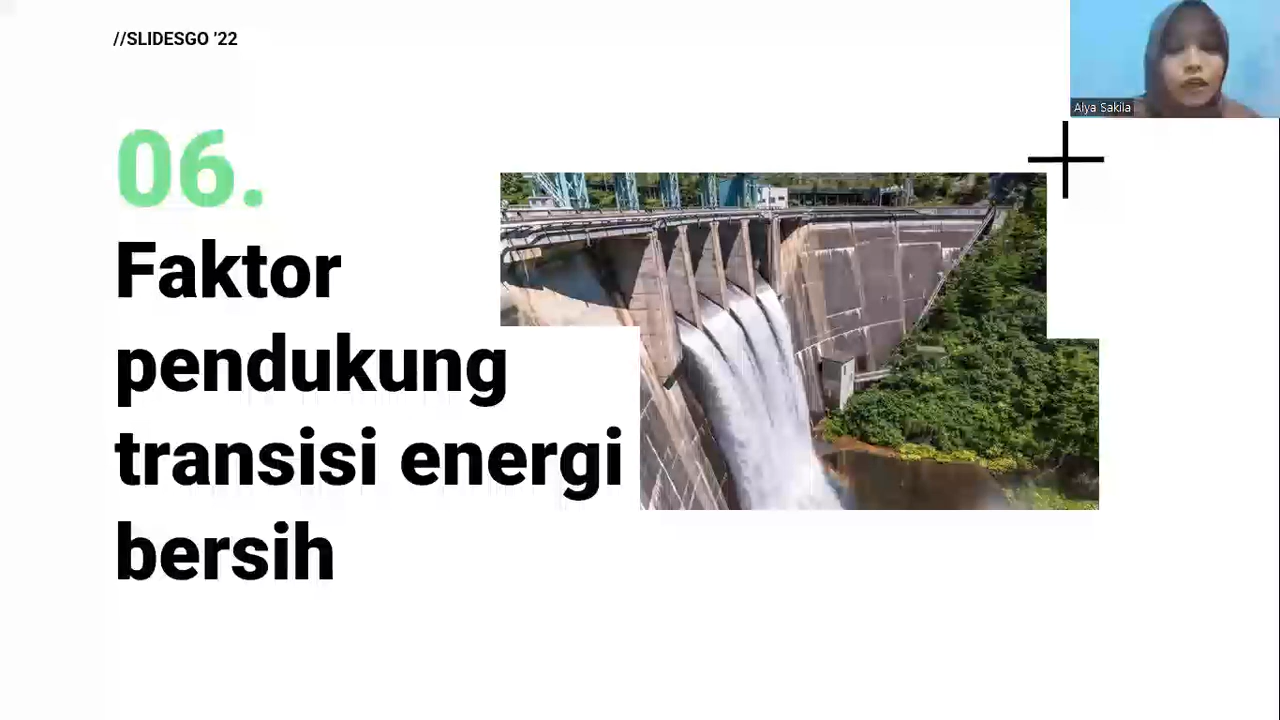 //SLIDESGO '22
Alya Sakila
06.
Faktor
pendukung
transisi energi
bersih